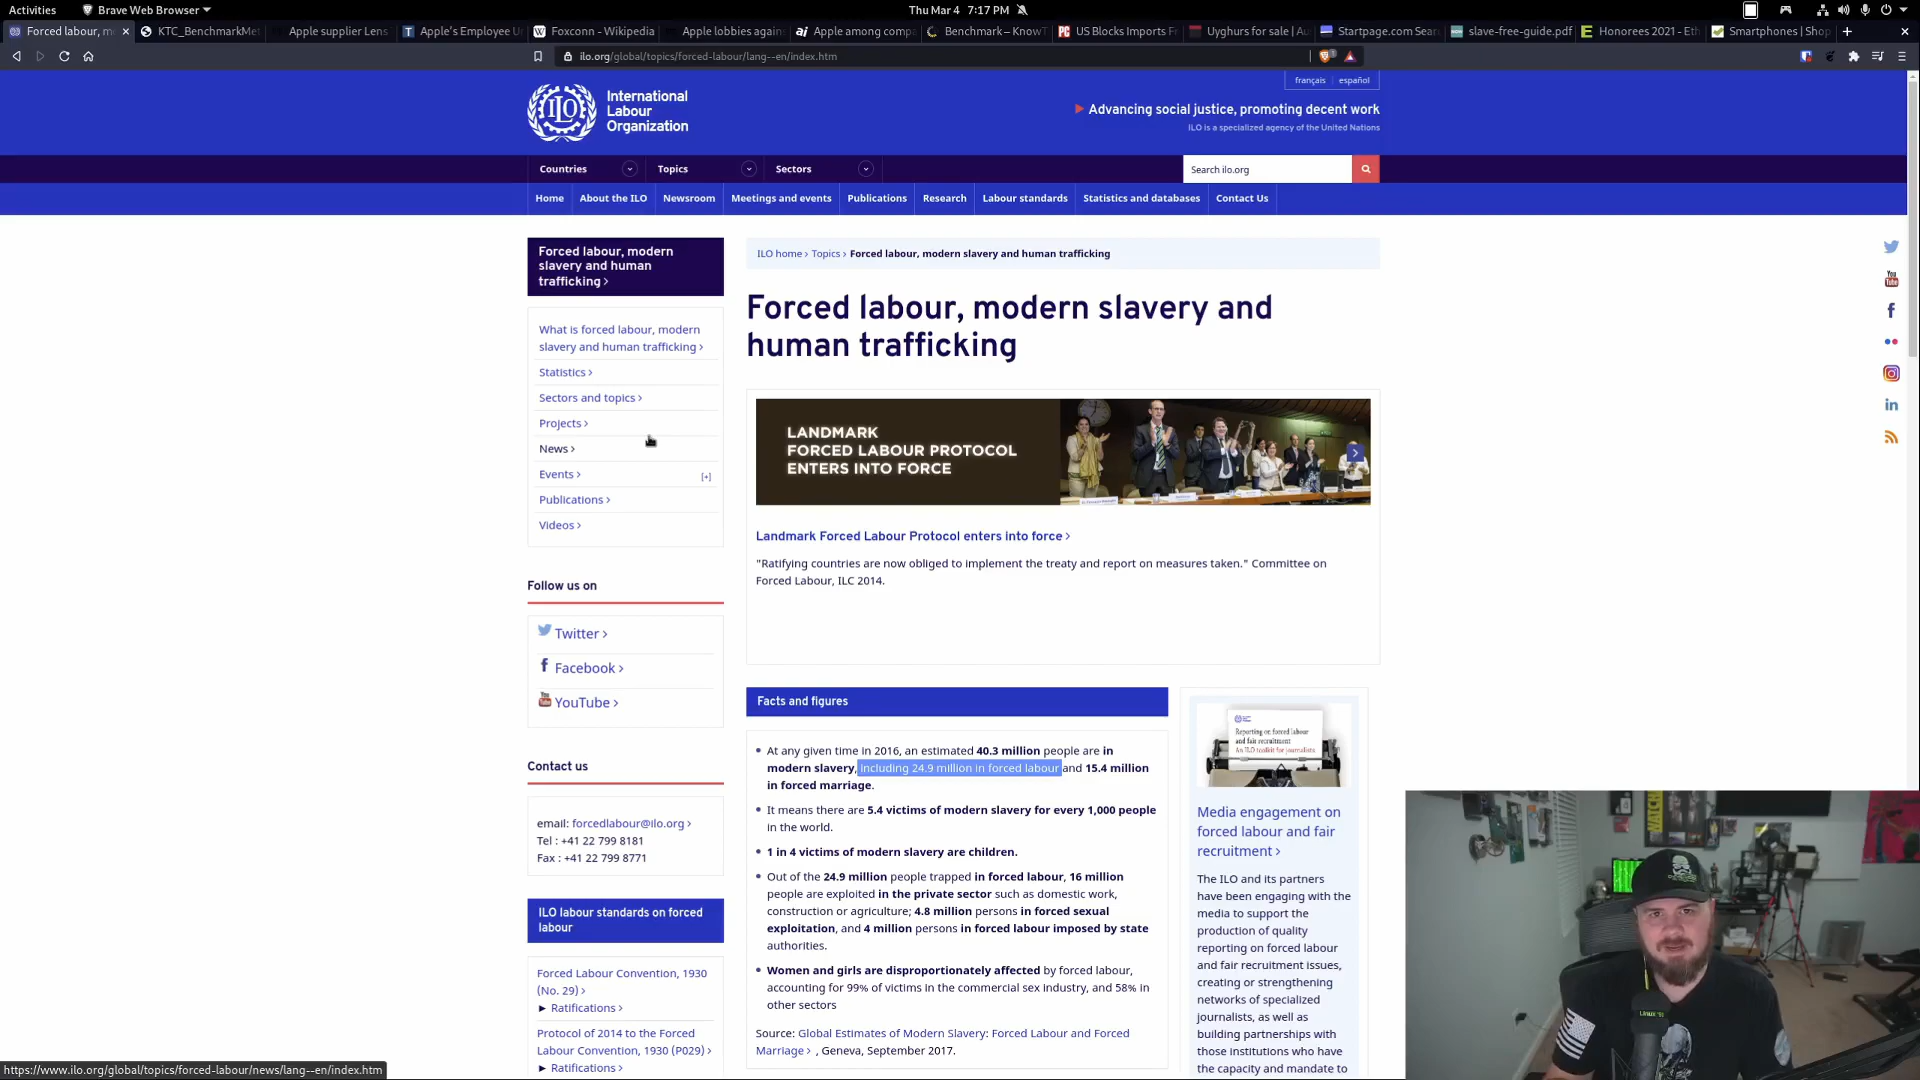 Activities
Brave Web Browser
Thu Mar 4 7:17 PM
Forced labour, m
KTC_BenchmarkMet
Apple supplier Lens
Apple's Employee U
Foxconn - Wikipedia
Apple lobbies again
Apple among compa
Benchmark – KnowT
US Blocks Imports F
Uyghurs for sale | Au
Startpage.com Sear
slave-free-guide.pdf
Honorees 2021 - Eth
Smartphones | Shop
ilo.org/global/topics/forced-labour/lang--en/index.htm
français
español
International
Labour
Organization
Advancing social justice, promoting decent work
ILO is a specialized agency of the United Nations
Countries
Topics
Sectors
Search ilo.org
Home
About the ILO
Newsroom
Meetings and events
Publications
Research
Labour standards
Statistics and databases
Contact Us
Forced labour, modern
slavery and human
trafficking ›
What is forced labour, modern
slavery and human trafficking ›
Statistics ›
Sectors and topics ›
Projects ›
News ›
Events › [+]
Publications ›
Videos ›
Follow us on
Twitter ›
Facebook ›
YouTube ›
Contact us
email: forcedlabour@ilo.org ›
Tel : +41 22 799 8181
Fax : +41 22 799 8771
ILO labour standards on forced
labour
Forced Labour Convention, 1930
(No. 29) ›
► Ratifications ›
Protocol of 2014 to the Forced
Labour Convention, 1930 (P029) ›
► Ratifications ›
ILO home › Topics › Forced labour, modern slavery and human trafficking
Forced labour, modern slavery and
human trafficking
LANDMARK
FORCED LABOUR PROTOCOL
ENTERS INTO FORCE
Landmark Forced Labour Protocol enters into force ›
"Ratifying countries are now obliged to implement the treaty and report on measures taken." Committee on
Forced Labour, ILC 2014.
Facts and figures
At any given time in 2016, an estimated 40.3 million people are in
modern slavery, including 24.9 million in forced labour and 15.4 million
in forced marriage.
It means there are 5.4 victims of modern slavery for every 1,000 people
in the world.
1 in 4 victims of modern slavery are children.
Out of the 24.9 million people trapped in forced labour, 16 million
people are exploited in the private sector such as domestic work,
construction or agriculture; 4.8 million persons in forced sexual
exploitation, and 4 million persons in forced labour imposed by state
authorities.
Women and girls are disproportionately affected by forced labour,
accounting for 99% of victims in the commercial sex industry, and 58% in
other sectors
Source: Global Estimates of Modern Slavery: Forced Labour and Forced
Marriage › , Geneva, September 2017.
Reporting on forced labour
and fair recruitment
An ILO toolkit for journalists
Media engagement on
forced labour and fair
recruitment ›
The ILO and its partners
have been engaging with the
media to support the
production of quality
reporting on forced labour
and fair recruitment issues,
creating or strengthening
networks of specialized
journalists, as well as
building partnerships with
those institutions who have
the capacity and mandate to
https://www.ilo.org/global/topics/forced-labour/news/lang--en/index.htm